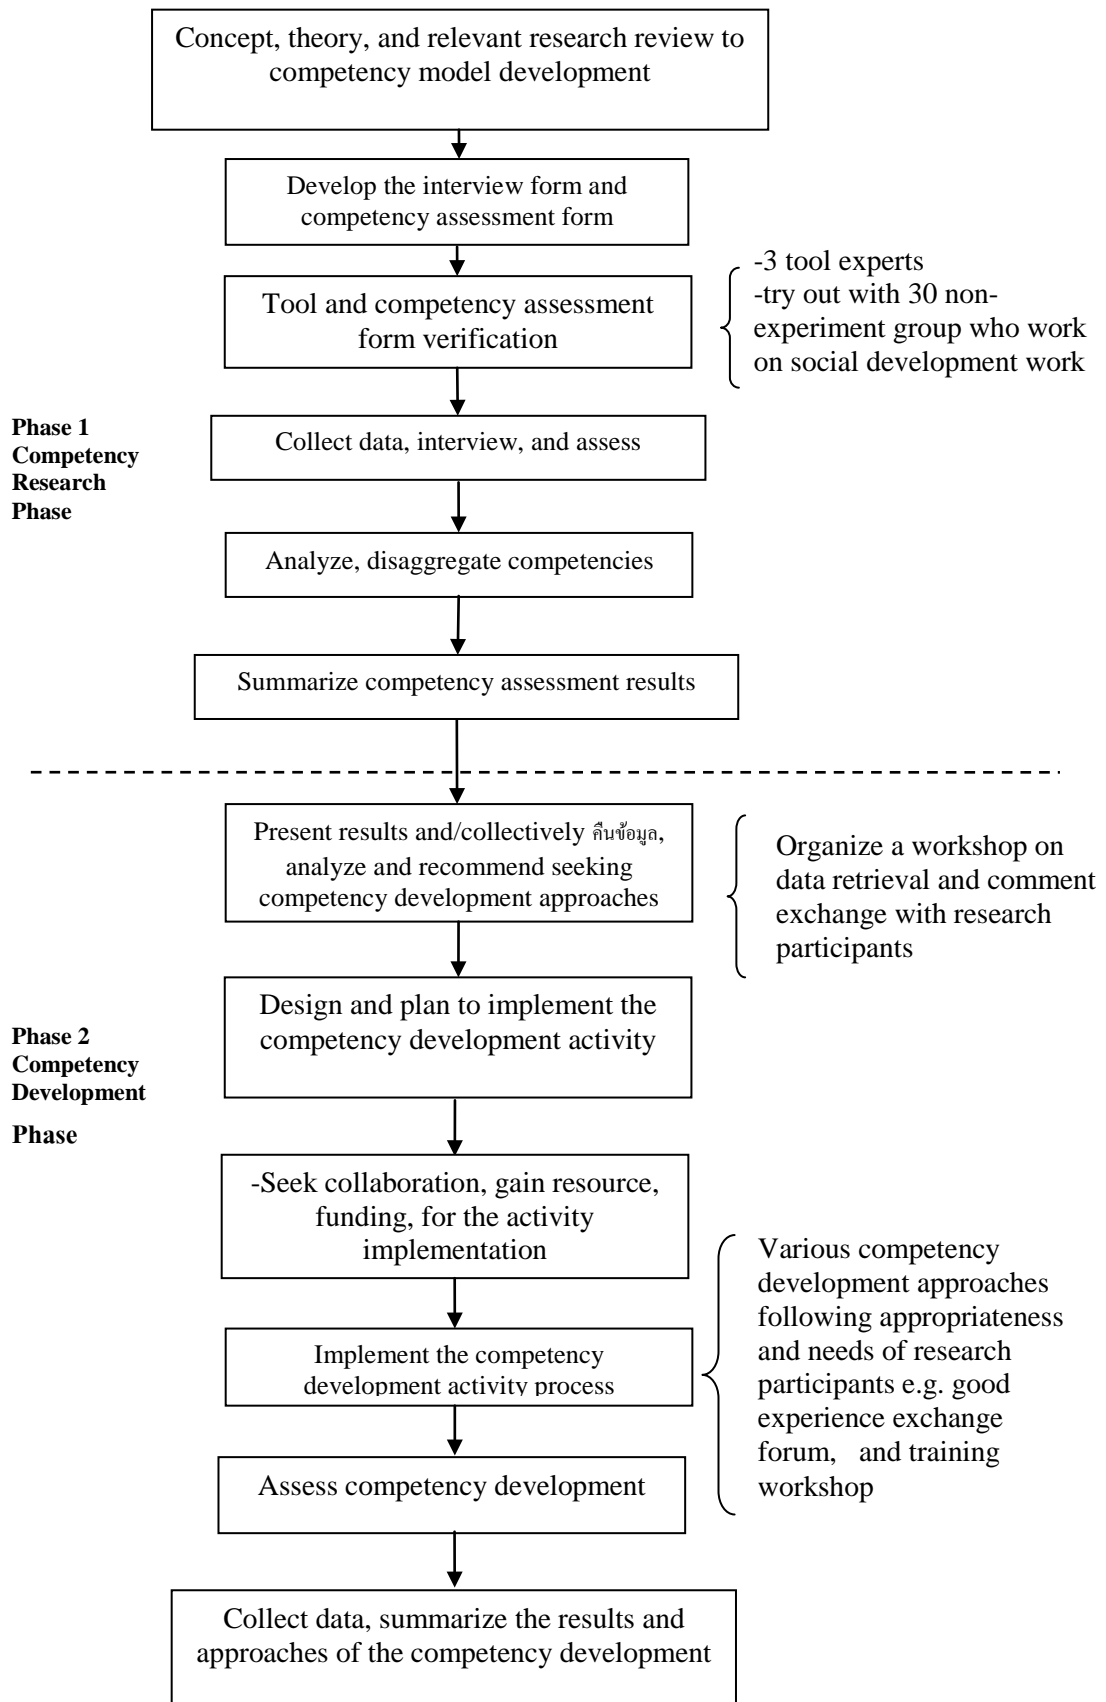 Concept, theory, and relevant research review to
competency model development
Develop the interview form and
competency assessment form
Tool and competency assessment
form verification
-3 tool experts
-try out with 30 non-
experiment group who work
on social development work
Phase 1
Competency
Research
Phase
Collect data, interview, and assess
Analyze, disaggregate competencies
Summarize competency assessment results
Present results and/collectively คืนข้อมูล,
analyze and recommend seeking
competency development approaches
Organize a workshop on
data retrieval and comment
exchange with research
participants
Design and plan to implement the
competency development activity
Phase 2
Competency
Development
Phase
-Seek collaboration, gain resource,
funding, for the activity
implementation
Implement the competency
development activity process
Various competency
development approaches
following appropriateness
and needs of research
participants e.g. good
experience exchange
forum,   and training
workshop
Assess competency development
Collect data, summarize the results and
approaches of the competency development